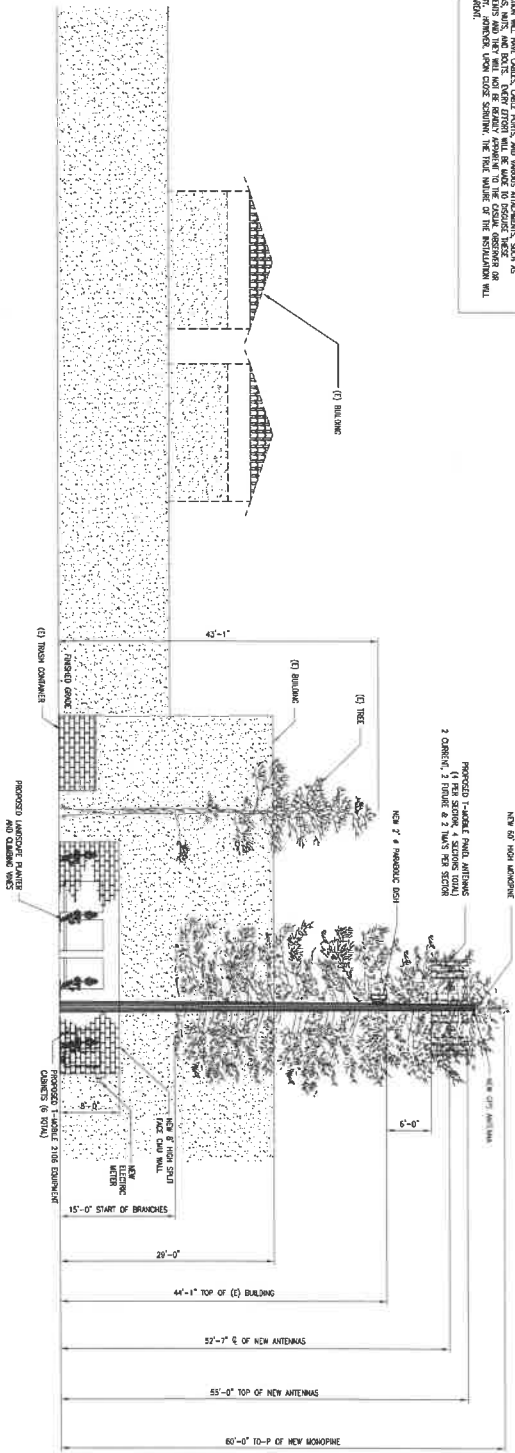 ATTACHMENTS, SUCH AS
NUTS, AND BOLTS. EVERY EFFORT WILL BE MADE TO DISGUISE THESE
AND THEY WILL NOT BE READILY APPARENT TO THE CASUAL OBSERVER OR
HOWEVER, UPON CLOSE SCRUTINY, THE TRUE NATURE OF THE INSTALLATION WILL
(E) BUILDING
NEW 60' HIGH MONOPINE
PROPOSED T-MOBILE PANEL ANTENNAS
(4 PER SECTOR, 4 SECTORS TOTAL)
2 CURRENT, 2 FUTURE & 2 TMA'S PER SECTOR
NEW GPS ANTENNA
NEW 2' ø PARABOLIC DISH
(E) TREE
(E) BUILDING
43'-1"
6'-0"
FINISHED GRADE
(E) TRASH CONTAINER
PROPOSED LANDSCAPE PLANTER
AND CLIMBING VINES
PROPOSED T-MOBILE 2106 EQUIPMENT
CABINETS (6 TOTAL)
8'-0"
NEW 8' HIGH SPLIT
FACE CMU WALL
NEW
ELECTRIC
METER
15'-0" START OF BRANCHES
29'-0"
44'-1" TOP OF (E) BUILDING
52'-7" ℄ OF NEW ANTENNAS
55'-0" TOP OF NEW ANTENNAS
60'-0" TO-P OF NEW MONOPINE